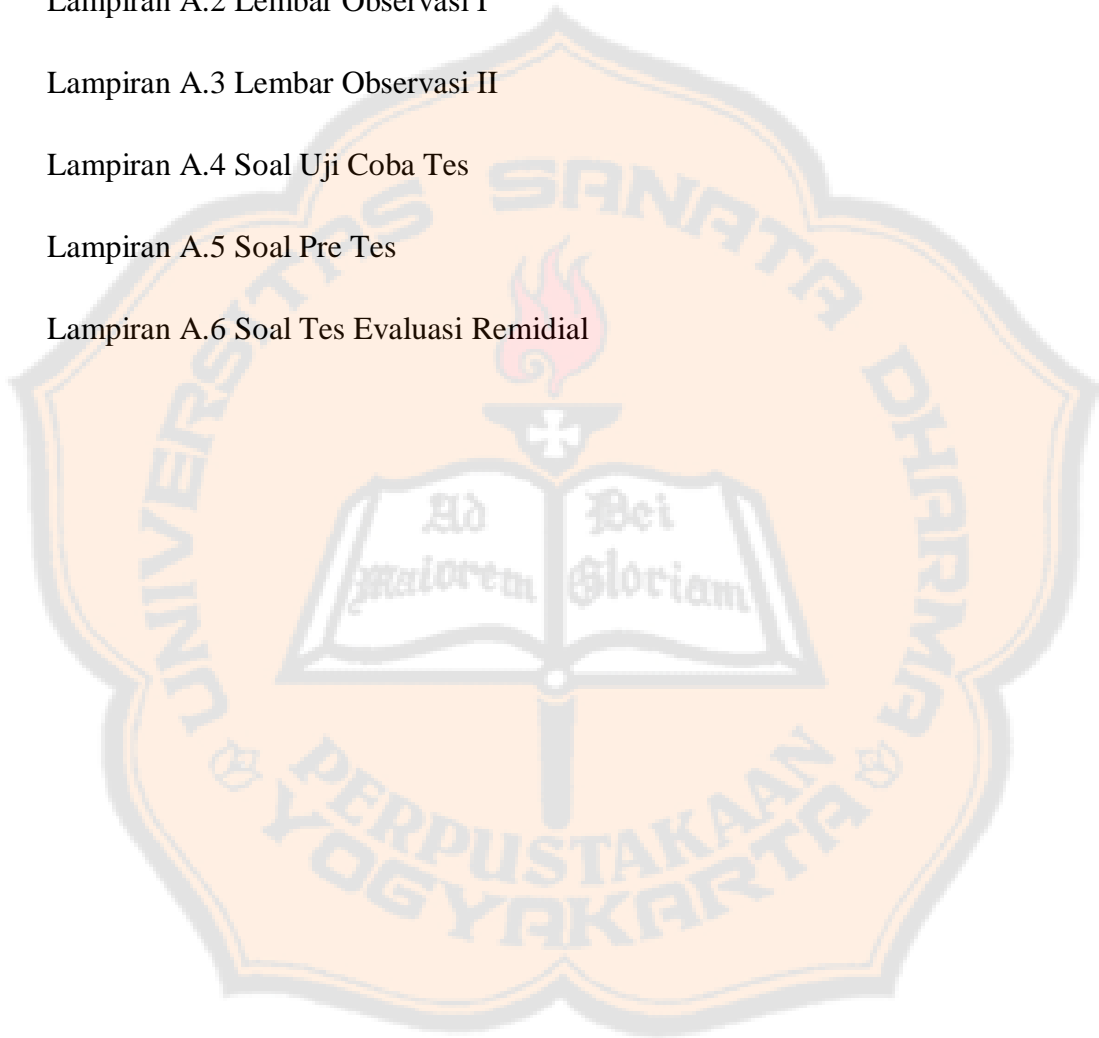 Lampiran A.2 Lembar Observasi I
Lampiran A.3 Lembar Observasi II
Lampiran A.4 Soal Uji Coba Tes
Lampiran A.5 Soal Pre Tes
Lampiran A.6 Soal Tes Evaluasi Remidial
UNIVERSITAS SANATA DHARMA
Ad Dei
Maiorem Gloriam
PERPUSTAKAAN
YOGYAKARTA